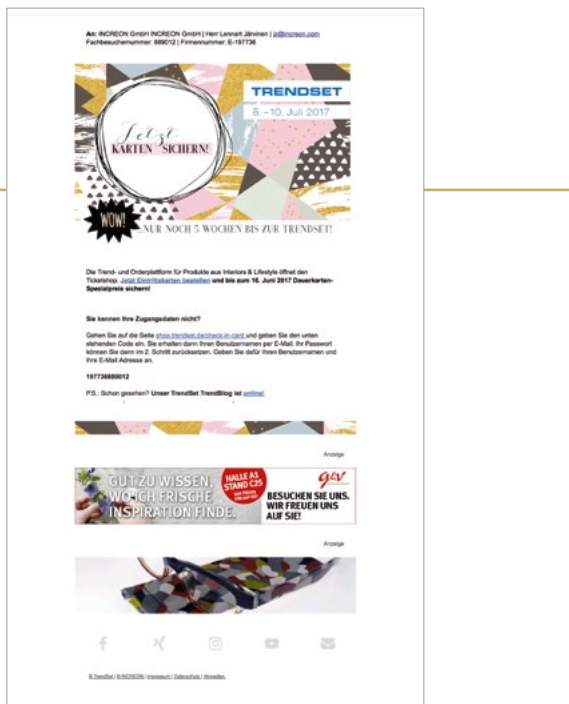 An: INCREON GmbH INCREON GmbH | Herr Lennart Järvinen | jz@increon.com
Fachbesuchernummer: 889012 | Firmennummer: E-197736
TRENDSET
8.–10. Juli 2017
Jetzt
KARTEN SICHERN!
WOW!
NUR NOCH 5 WOCHEN BIS ZUR TRENDSET!
Die Trend- und Orderplattform für Produkte aus Interiors & Lifestyle öffnet den
Ticketshop. Jetzt Eintrittskarten bestellen und bis zum 16. Juni 2017 Dauerkarten-
Spezialpreis sichern!
Sie kennen Ihre Zugangsdaten nicht?
Gehen Sie auf die Seite shop.trendset.de/check-in-card und geben Sie den unten
stehenden Code ein. Sie erhalten dann Ihren Benutzernamen per E-Mail. Ihr Passwort
können Sie dann im 2. Schritt zurücksetzen. Geben Sie dafür Ihren Benutzernamen und
Ihre E-Mail Adresse an.
197736889012
P.S.: Schon gesehen? Unser TrendSet TrendBlog ist online!
Anzeige
GUT ZU WISSEN,
WO ICH FRISCHE
INSPIRATION FINDE.
HALLE A1
STAND C25
BESUCHEN SIE UNS.
WIR FREUEN UNS
AUF SIE!
Anzeige
© TrendSet | © INCREON | Impressum | Datenschutz | Abmelden